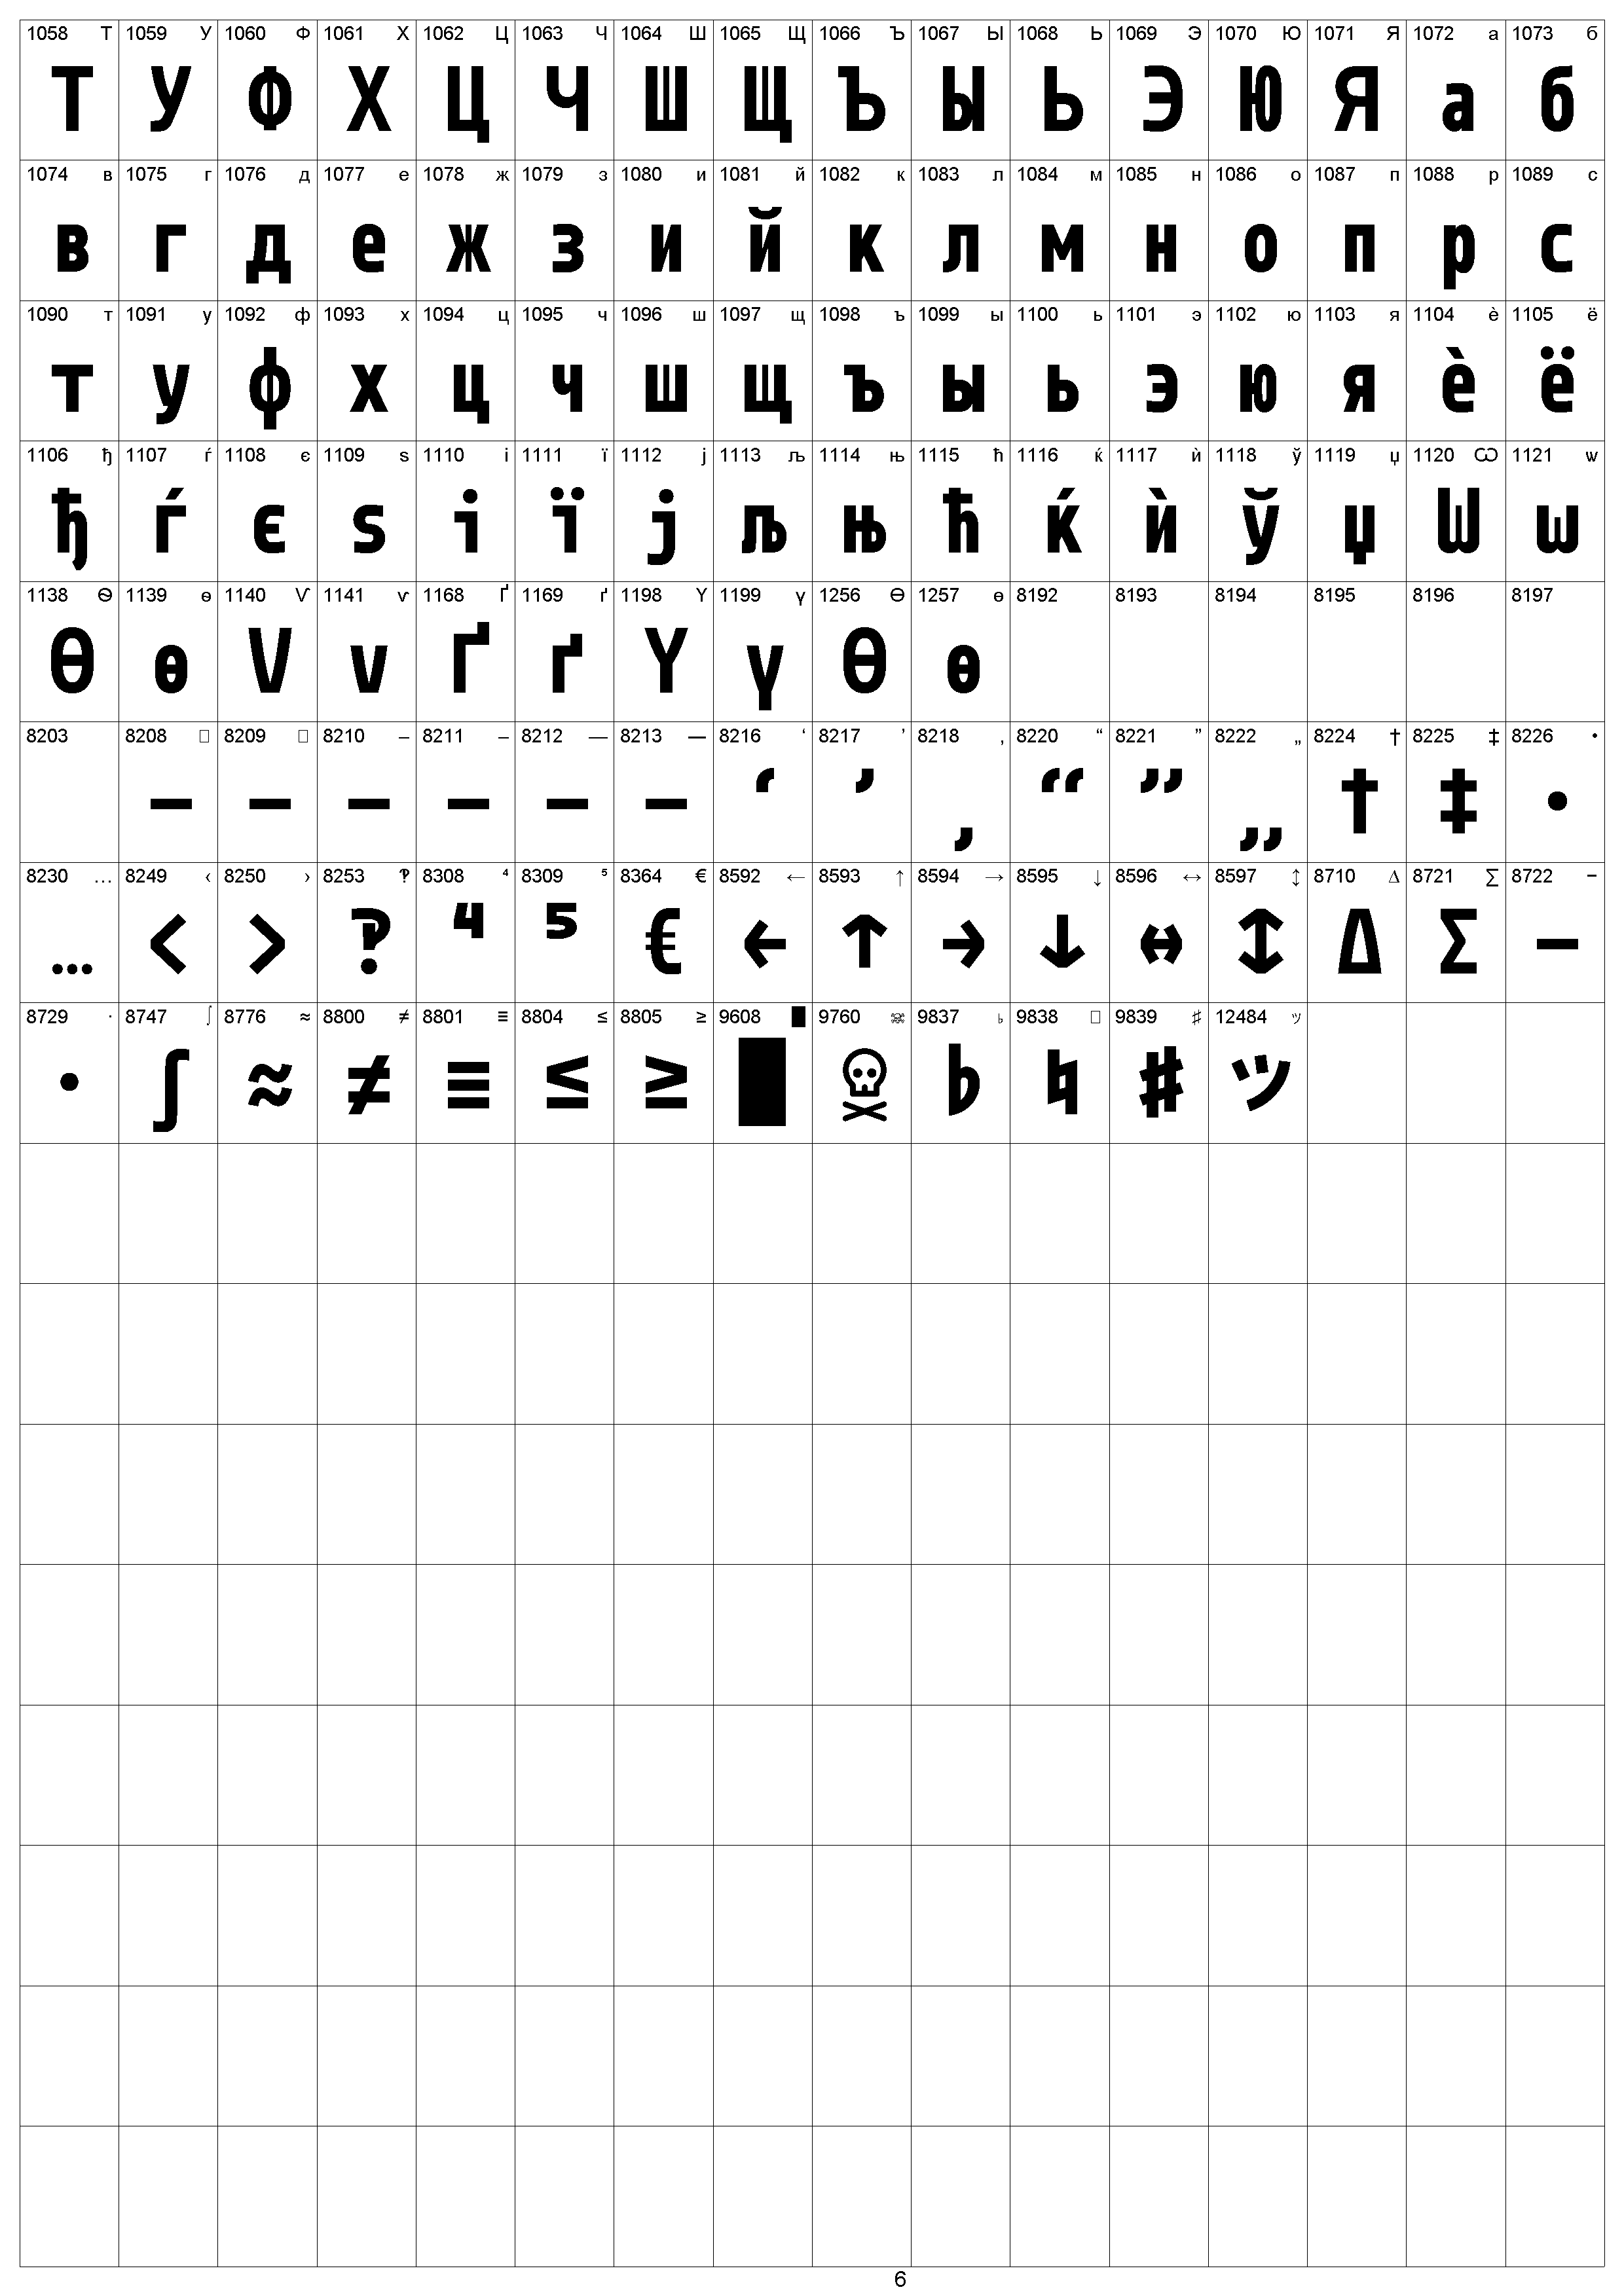 1058 Т 1059 У 1060 Ф 1061 Х 1062 Ц 1063 Ч 1064 Ш 1065 Щ 1066 Ъ 1067 Ы 1068 Ь 1069 Э 1070 Ю 1071 Я 1072 а 1073 б
Т У Ф Х Ц Ч Ш Щ Ъ Ы Ь Э Ю Я а б
1074 в 1075 г 1076 д 1077 е 1078 ж 1079 з 1080 и 1081 й 1082 к 1083 л 1084 м 1085 н 1086 о 1087 п 1088 р 1089 с
в г д е ж з и й к л м н о п р с
1090 т 1091 у 1092 ф 1093 х 1094 ц 1095 ч 1096 ш 1097 щ 1098 ъ 1099 ы 1100 ь 1101 э 1102 ю 1103 я 1104 ѐ 1105 ё
т у ф х ц ч ш щ ъ ы ь э ю я ѐ ё
1106 ђ 1107 ѓ 1108 є 1109 ѕ 1110 і 1111 ї 1112 ј 1113 љ 1114 њ 1115 ћ 1116 ќ 1117 ѝ 1118 ў 1119 џ 1120 Ѡ 1121 ѡ
ђ ѓ є ѕ і ї ј љ њ ћ ќ ѝ ў џ Ѡ ѡ
1138 Ѳ 1139 ѳ 1140 Ѵ 1141 ѵ 1168 Ґ 1169 ґ 1198 Ү 1199 ү 1256 Ө 1257 ө 8192 8193 8194 8195 8196 8197
Ѳ ѳ Ѵ ѵ Ґ ґ Ү ү Ө ө
8203 8208 □ 8209 □ 8210 ‒ 8211 – 8212 — 8213 ― 8216 ‘ 8217 ’ 8218 ‚ 8220 “ 8221 ” 8222 „ 8224 † 8225 ‡ 8226 •
‐ ‑ ‒ – — ― ‘ ’ ‚ “ ” „ † ‡ •
8230 … 8249 ‹ 8250 › 8253 ‽ 8308 ⁴ 8309 ⁵ 8364 € 8592 ← 8593 ↑ 8594 → 8595 ↓ 8596 ↔ 8597 ↕ 8710 ∆ 8721 ∑ 8722 −
… ‹ › ‽ ⁴ ⁵ € ← ↑ → ↓ ↔ ↕ ∆ ∑ −
8729 ∙ 8747 ∫ 8776 ≈ 8800 ≠ 8801 ≡ 8804 ≤ 8805 ≥ 9608 █ 9760 ☠ 9837 ♭ 9838 □ 9839 ♯ 12484 ツ
∙ ∫ ≈ ≠ ≡ ≤ ≥ █ ☠ ♭ ♮ ♯ ツ
6